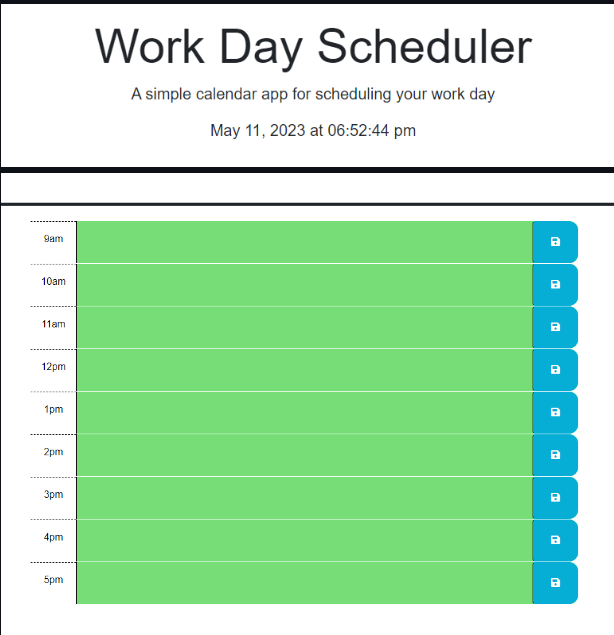 Work Day Scheduler
A simple calendar app for scheduling your work day
May 11, 2023 at 06:52:44 pm
9am
10am
11am
12pm
1pm
2pm
3pm
4pm
5pm